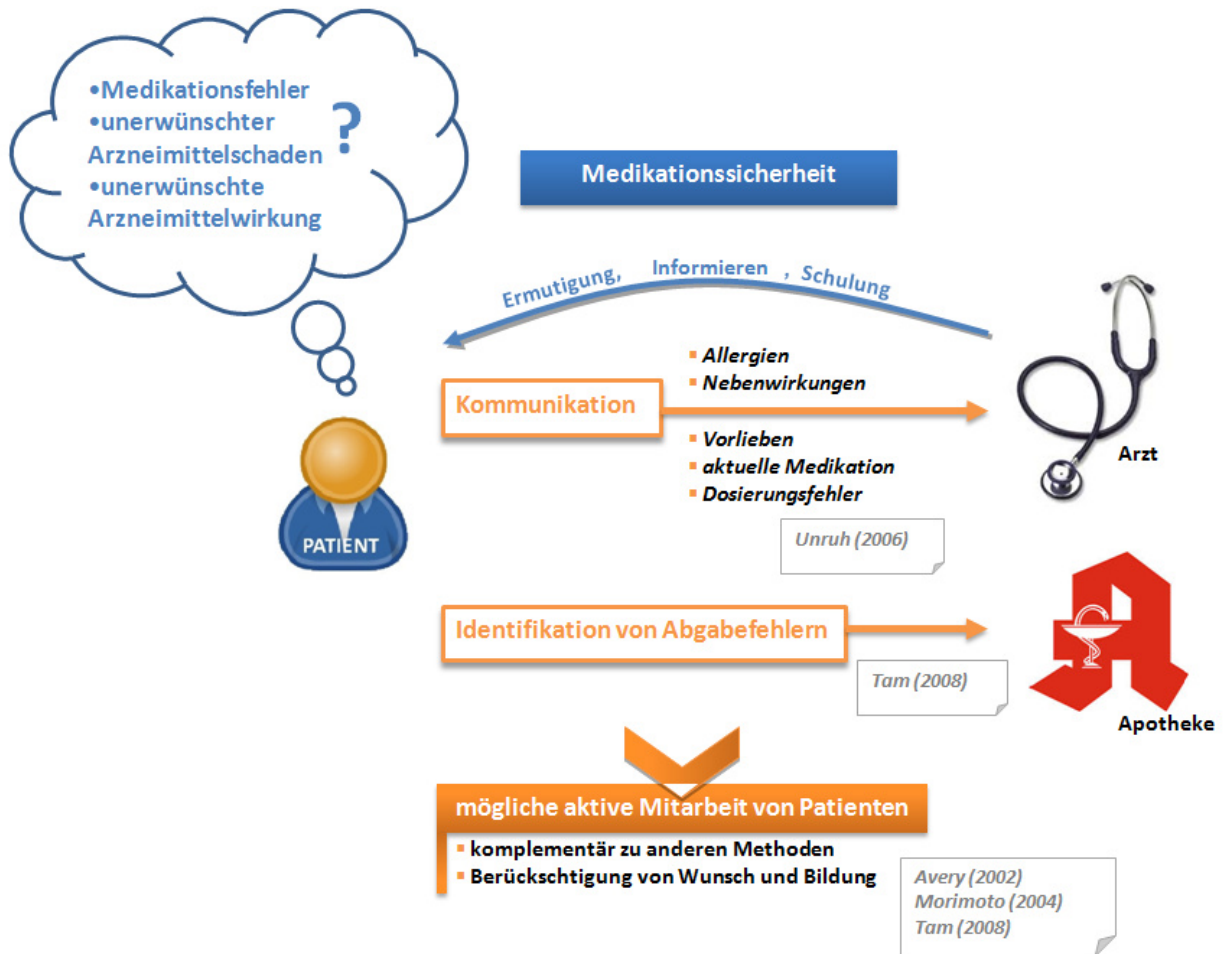 •Medikationsfehler
•unerwünschter
Arzneimittelschaden
•unerwünschte
Arzneimittelwirkung
?
Medikationssicherheit
Ermutigung, Informieren , Schulung
▪ Allergien
▪ Nebenwirkungen
Kommunikation
▪ Vorlieben
▪ aktuelle Medikation
▪ Dosierungsfehler
Arzt
PATIENT
Unruh (2006)
Identifikation von Abgabefehlern
Tam (2008)
Apotheke
mögliche aktive Mitarbeit von Patienten
▪ komplementär zu anderen Methoden
▪ Berückschtigung von Wunsch und Bildung
Avery (2002)
Morimoto (2004)
Tam (2008)